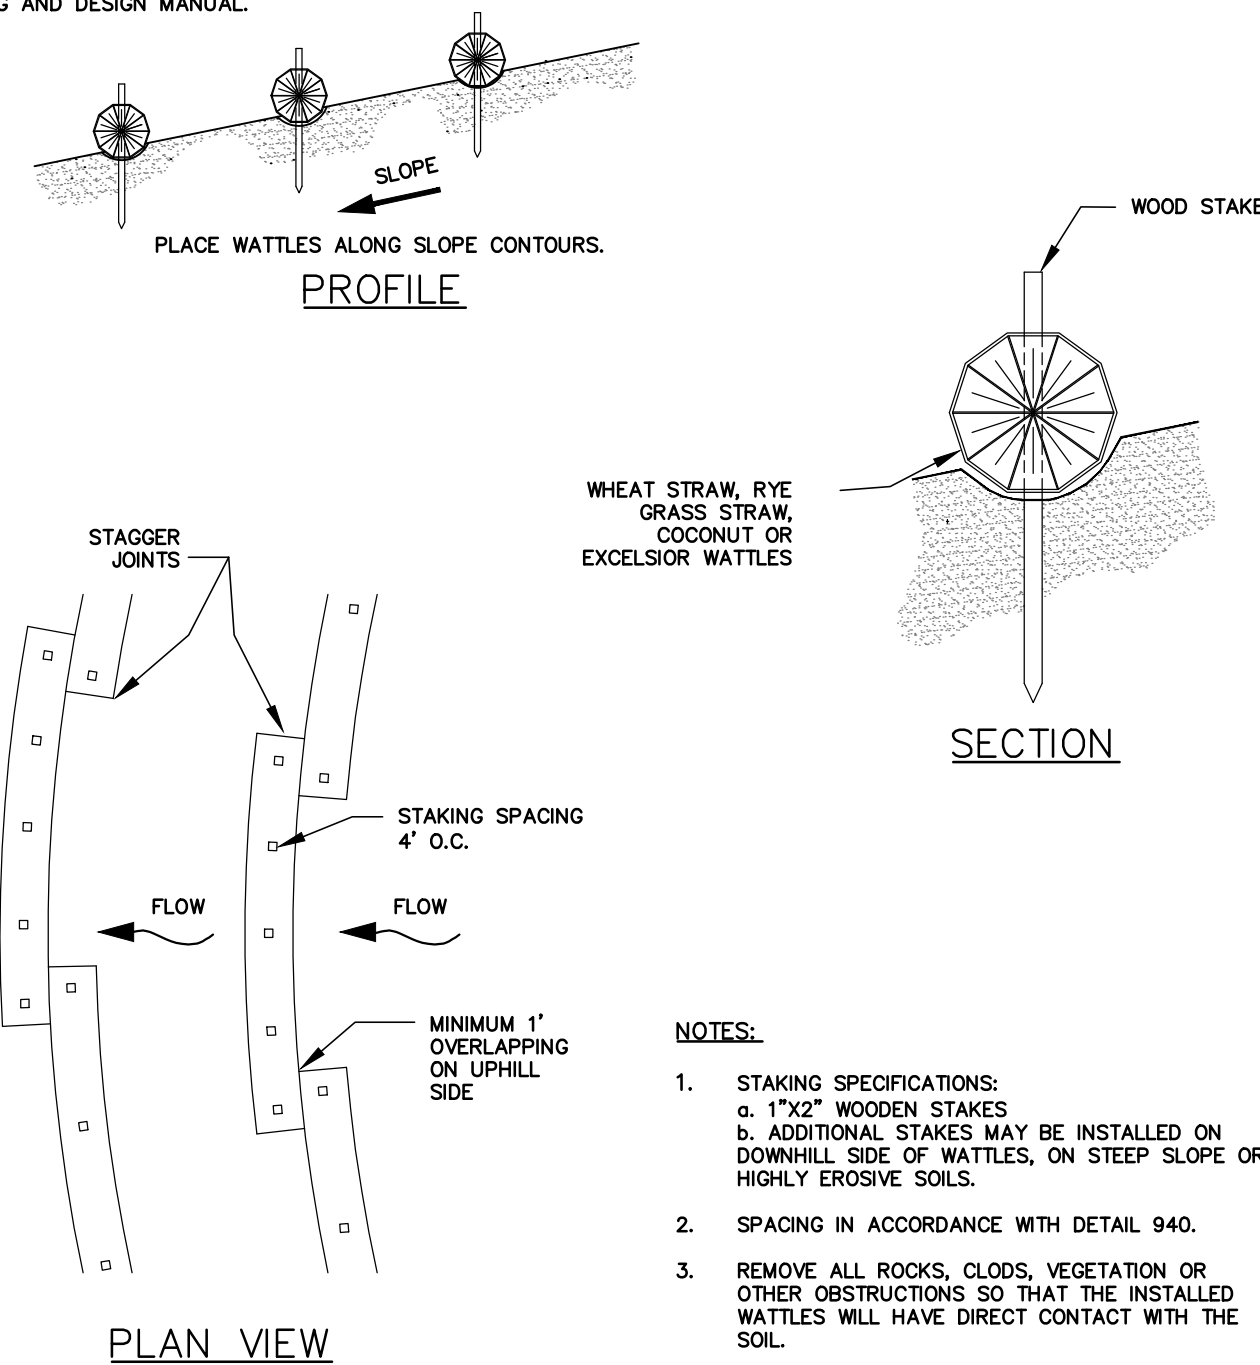 AND DESIGN MANUAL.
SLOPE
PLACE WATTLES ALONG SLOPE CONTOURS.
PROFILE
WOOD STAKE
WHEAT STRAW, RYE
GRASS STRAW,
COCONUT OR
EXCELSIOR WATTLES
SECTION
STAGGER
JOINTS
STAKING SPACING
4' O.C.
FLOW
FLOW
MINIMUM 1'
OVERLAPPING
ON UPHILL
SIDE
PLAN VIEW
NOTES:
1. STAKING SPECIFICATIONS:
a. 1"X2" WOODEN STAKES
b. ADDITIONAL STAKES MAY BE INSTALLED ON
DOWNHILL SIDE OF WATTLES, ON STEEP SLOPE OR
HIGHLY EROSIVE SOILS.
2. SPACING IN ACCORDANCE WITH DETAIL 940.
3. REMOVE ALL ROCKS, CLODS, VEGETATION OR
OTHER OBSTRUCTIONS SO THAT THE INSTALLED
WATTLES WILL HAVE DIRECT CONTACT WITH THE
SOIL.